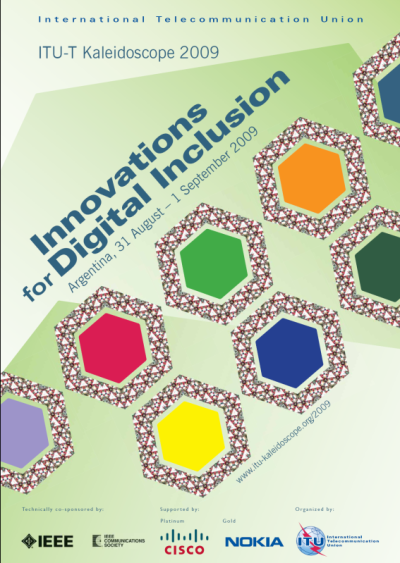 International Telecommunication Union
ITU-T Kaleidoscope 2009
Innovations
for Digital Inclusion
Argentina, 31 August – 1 September 2009
www.itu-kaleidoscope.org/2009
Technically co-sponsored by:
Supported by:
Organized by:
Platinum
Gold
IEEE
IEEE
COMMUNICATIONS
SOCIETY
CISCO
NOKIA
ITU
International
Telecommunication
Union